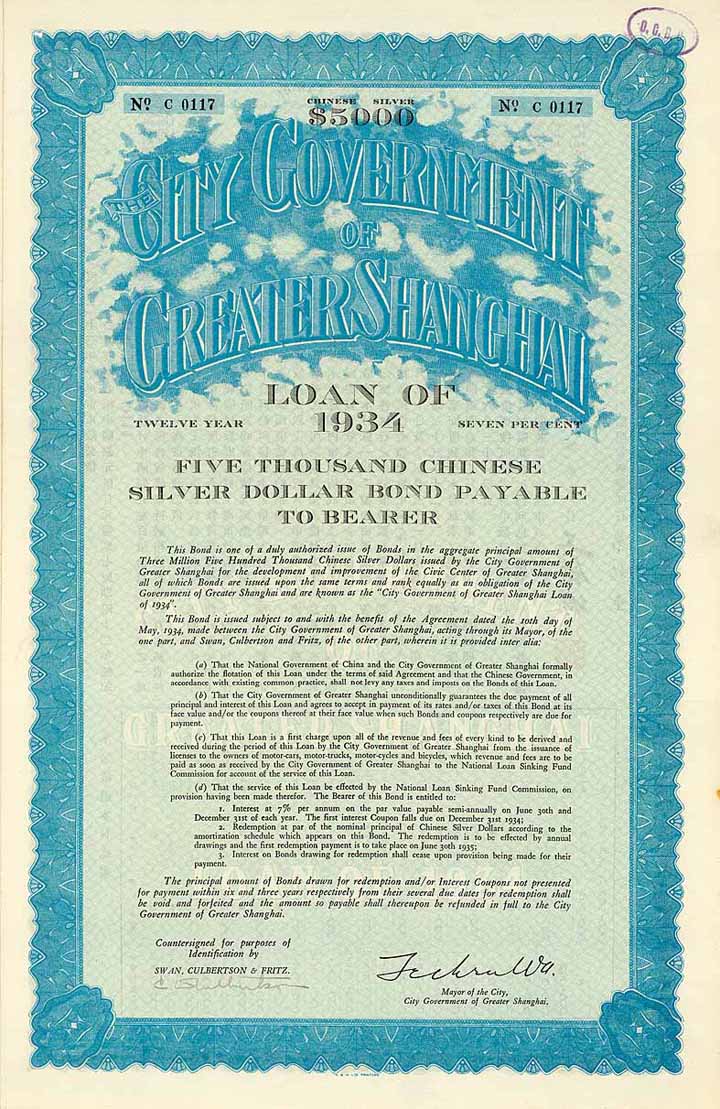 Nº C 0117
CHINESE SILVER
$5000
Nº C 0117
THE CITY GOVERNMENT
OF
GREATER SHANGHAI
LOAN OF
1934
TWELVE YEAR
SEVEN PER CENT
FIVE THOUSAND CHINESE
SILVER DOLLAR BOND PAYABLE
TO BEARER
This Bond is one of a duly authorized issue of Bonds in the aggregate principal amount of
Three Million Five Hundred Thousand Chinese Silver Dollars issued by the City Government of
Greater Shanghai for the development and improvement of the Civic Center of Greater Shanghai,
all of which Bonds are issued upon the same terms and rank equally as an obligation of the City
Government of Greater Shanghai and are known as the "City Government of Greater Shanghai Loan
of 1934".
This Bond is issued subject to and with the benefit of the Agreement dated the 10th day of
May, 1934, made between the City Government of Greater Shanghai, acting through its Mayor, of the
one part, and Swan, Culbertson and Fritz, of the other part, wherein it is provided inter alia:
(a) That the National Government of China and the City Government of Greater Shanghai formally
authorize the flotation of this Loan under the terms of said Agreement and that the Chinese Government, in
accordance with existing common practice, shall not levy any taxes and imposts on the Bonds of this Loan.
(b) That the City Government of Greater Shanghai unconditionally guarantees the due payment of all
principal and interest of this Loan and agrees to accept in payment of its rates and/or taxes this Bond at its
face value and/or the coupons thereof at their face value when such Bonds and coupons respectively are due for
payment.
(c) That this Loan is a first charge upon all of the revenue and fees of every kind to be derived and
received during the period of this Loan by the City Government of Greater Shanghai from the issuance of
licenses to the owners of motor-cars, motor-trucks, motor-cycles and bicycles, which revenue and fees are to be
paid as soon as received by the City Government of Greater Shanghai to the National Loan Sinking Fund
Commission for account of the service of this Loan.
(d) That the service of this Loan be effected by the National Loan Sinking Fund Commission, on
provision having been made therefor. The Bearer of this Bond is entitled to:
1. Interest at 7% per annum on the par value payable semi-annually on June 30th and
December 31st of each year. The first interest Coupon falls due on December 31st 1934;
2. Redemption at par of the nominal principal of Chinese Silver Dollars according to the
amortization schedule which appears on this Bond. The redemption is to be effected by annual
drawings and the first redemption payment is to take place on June 30th 1935;
3. Interest on Bonds drawing for redemption shall cease upon provision being made for their
payment.
The principal amount of Bonds drawn for redemption and/or Interest Coupons not presented
for payment within six and three years respectively from their several due dates for redemption shall
be void and forfeited and the amount so payable shall thereupon be refunded in full to the City
Government of Greater Shanghai.
Countersigned for purposes of
Identification by
SWAN, CULBERTSON & FRITZ.
Mayor of the City,
City Government of Greater Shanghai.